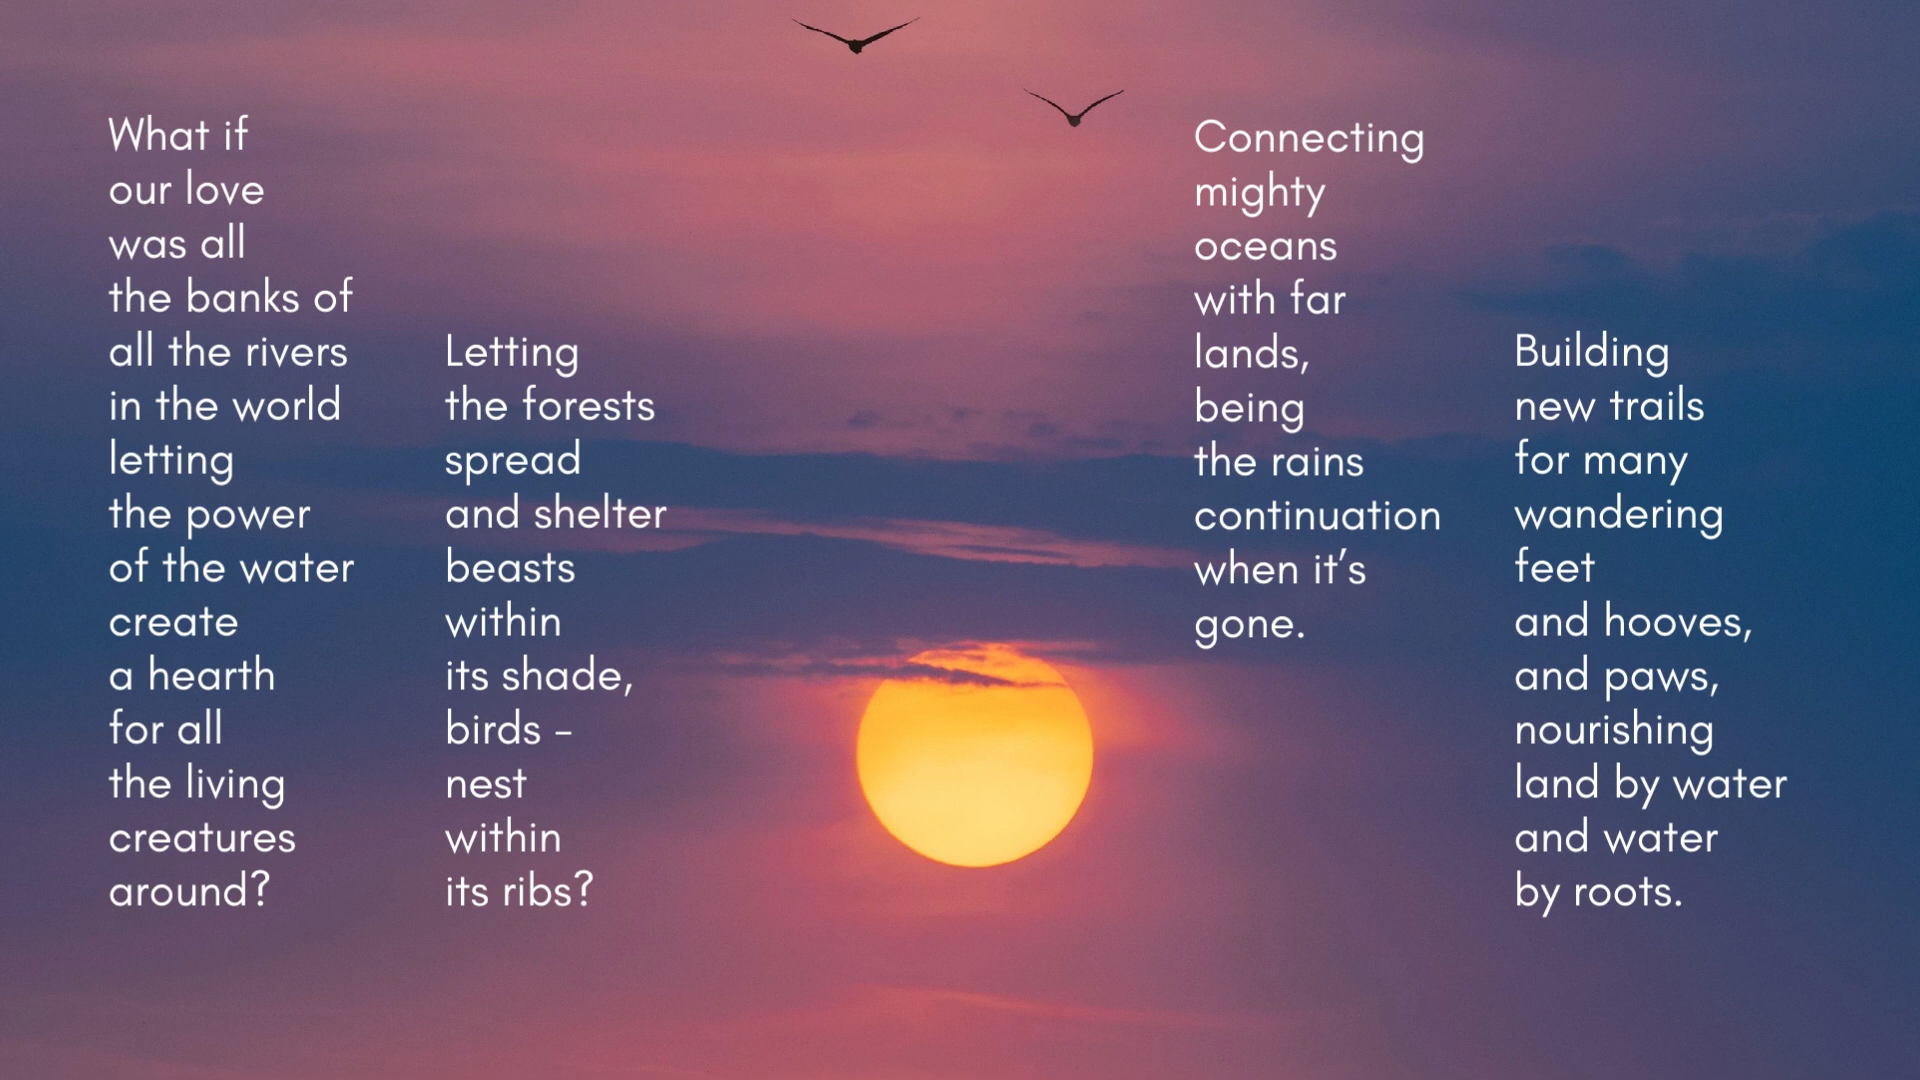 What if
our love
was all
the banks of
all the rivers
in the world
letting
the power
of the water
create
a hearth
for all
the living
creatures
around?
Letting
the forests
spread
and shelter
beasts
within
its shade,
birds –
nest
within
its ribs?
Connecting
mighty
oceans
with far
lands,
being
the rains
continuation
when it’s
gone.
Building
new trails
for many
wandering
feet
and hooves,
and paws,
nourishing
land by water
and water
by roots.